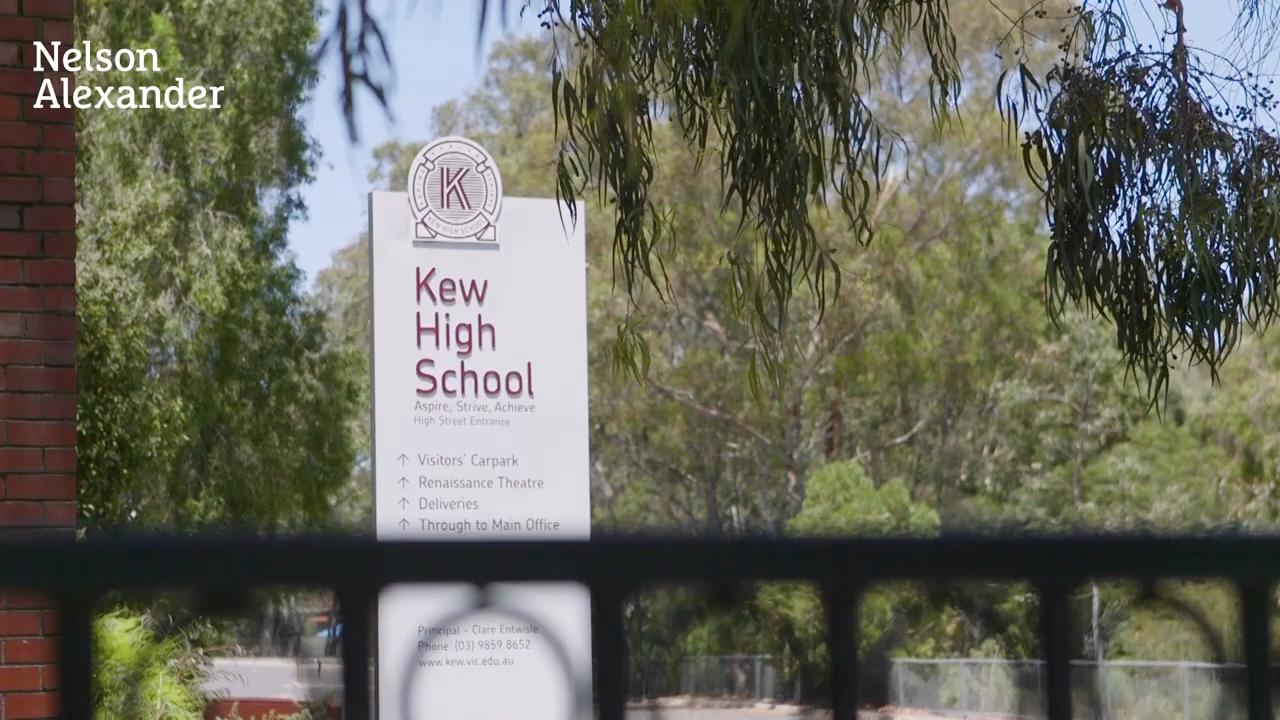 Nelson
Alexander
K
KEW HIGH SCHOOL
Kew
High
School
Aspire, Strive, Achieve
High Street Entrance
↑ Visitors' Carpark
↑ Renaissance Theatre
↑ Deliveries
↑ Through to Main Office
Principal - Clare Entwisle
Phone: (03) 9859 8652
www.kew.vic.edu.au